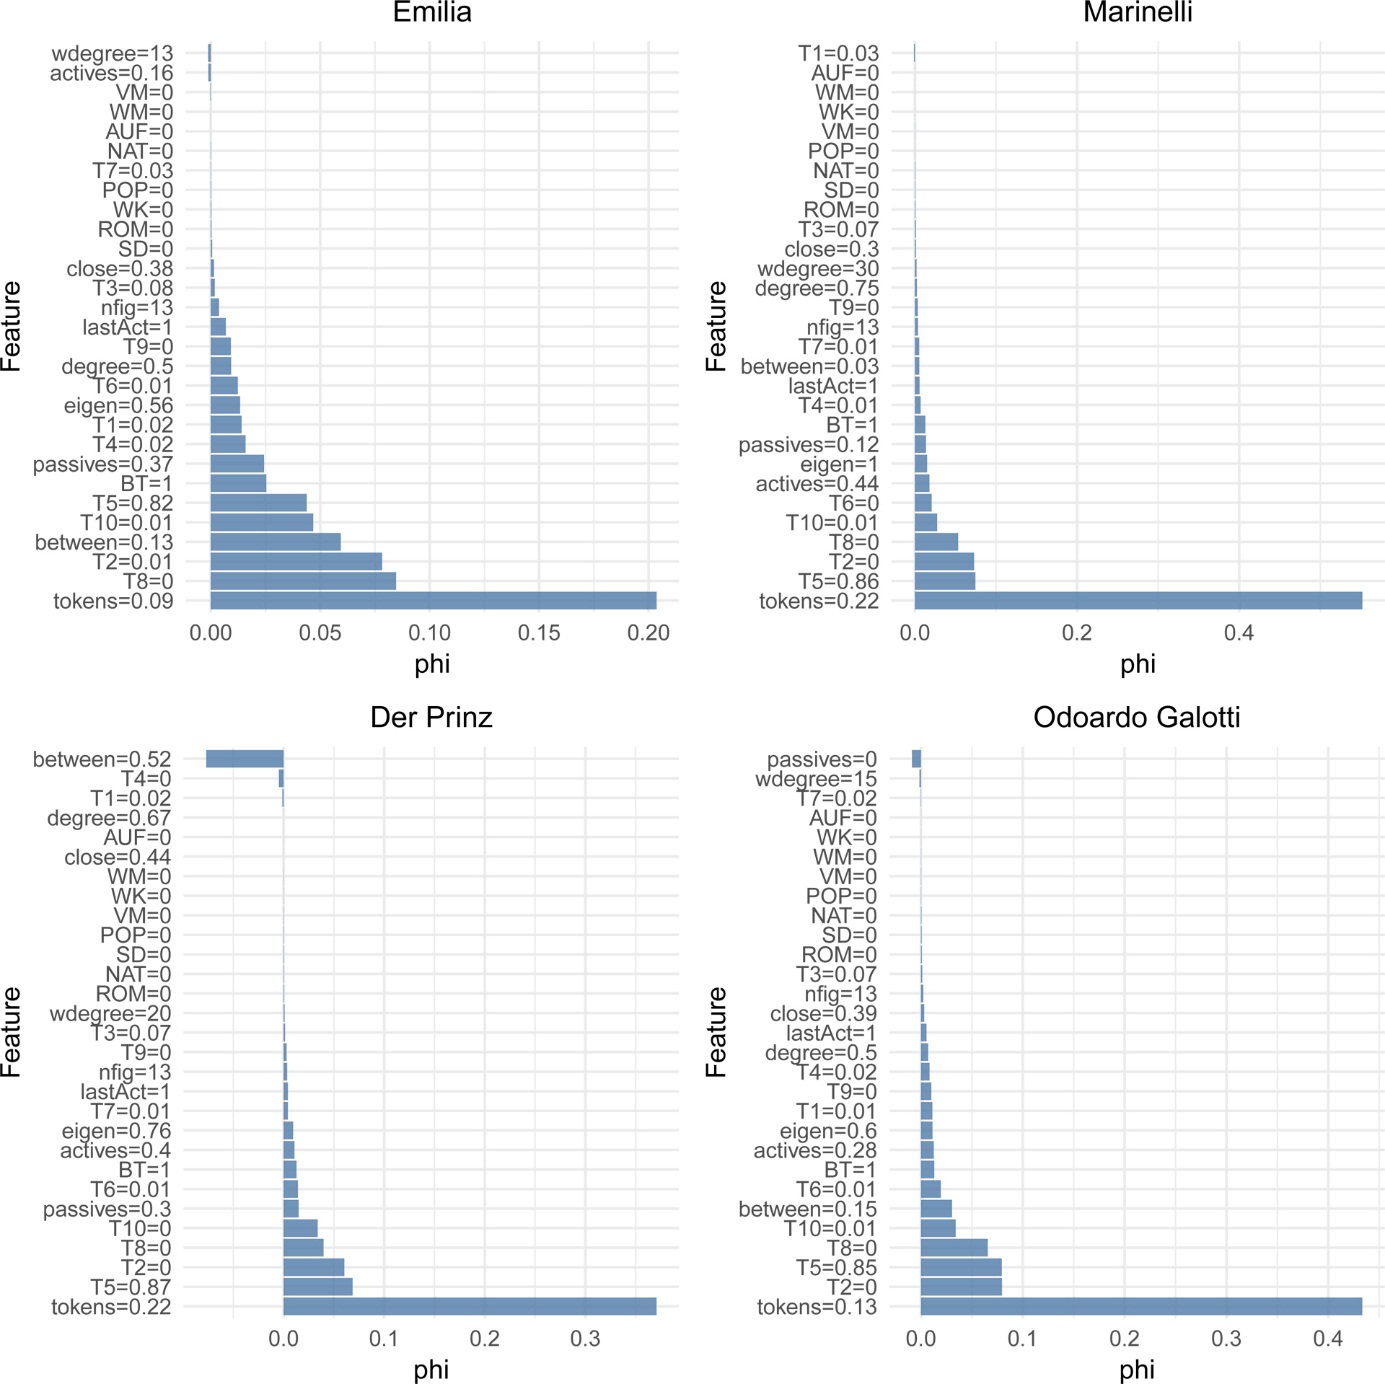 Emilia
Feature
wdegree=13
actives=0.16
VM=0
WM=0
AUF=0
NAT=0
T7=0.03
POP=0
WK=0
ROM=0
SD=0
close=0.38
T3=0.08
nfig=13
lastAct=1
T9=0
degree=0.5
T6=0.01
eigen=0.56
T1=0.02
T4=0.02
passives=0.37
BT=1
T5=0.82
T10=0.01
between=0.13
T2=0.01
T8=0
tokens=0.09
0.00 0.05 0.10 0.15 0.20
phi
Marinelli
Feature
T1=0.03
AUF=0
WM=0
WK=0
VM=0
POP=0
NAT=0
SD=0
ROM=0
T3=0.07
close=0.3
wdegree=30
degree=0.75
T9=0
nfig=13
T7=0.01
between=0.03
lastAct=1
T4=0.01
BT=1
passives=0.12
eigen=1
actives=0.44
T6=0
T10=0.01
T8=0
T2=0
T5=0.86
tokens=0.22
0.0 0.2 0.4
phi
Der Prinz
Feature
between=0.52
T4=0
T1=0.02
degree=0.67
AUF=0
close=0.44
WM=0
WK=0
VM=0
POP=0
SD=0
NAT=0
ROM=0
wdegree=20
T3=0.07
T9=0
nfig=13
lastAct=1
T7=0.01
eigen=0.76
actives=0.4
BT=1
T6=0.01
passives=0.3
T10=0
T8=0
T2=0
T5=0.87
tokens=0.22
0.0 0.1 0.2 0.3
phi
Odoardo Galotti
Feature
passives=0
wdegree=15
T7=0.02
AUF=0
WK=0
WM=0
VM=0
POP=0
NAT=0
SD=0
ROM=0
T3=0.07
nfig=13
close=0.39
lastAct=1
degree=0.5
T4=0.02
T9=0
T1=0.01
eigen=0.6
actives=0.28
BT=1
T6=0.01
between=0.15
T10=0.01
T8=0
T5=0.85
T2=0
tokens=0.13
0.0 0.1 0.2 0.3 0.4
phi